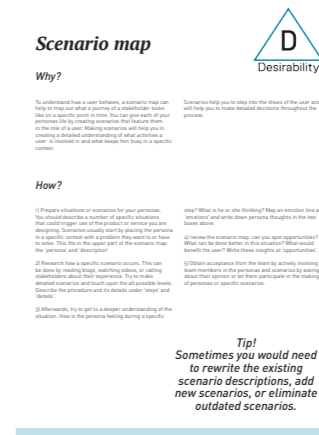 Scenario map
D
Desirability
Why?
To understand how a user behaves, a scenario map can
help to map out what a journey of a stakeholder looks
like on a specific point in time. You can give each of your
personas life by creating scenarios that feature them
in the role of a user. Making scenarios will help you in
creating a detailed understanding of what activities a
user is involved in and what keeps him busy in a specific
context.
Scenarios help you to step into the shoes of the user and
will help you to make detailed decisions throughout the
process.
How?
1) Prepare situations or scenarios for your personas.
You should describe a number of specific situations
that could trigger use of the product or service you are
designing. Scenarios usually start by placing the persona
in a specific context with a problem they want to or have
to solve. This fits in the upper part of the scenario map:
the 'persona' and 'description'
2) Research how a specific scenario occurs. This can
be done by reading blogs, watching videos, or calling
stakeholders about their experience. Try to make
detailed scenarios and touch upon the all possible levels.
Describe the procedure and its details under 'steps' and
'details'.
3) Afterwards, try to get to a deeper understanding of the
situation. How is the persona feeling during a specific
step? What is he or she thinking? Map an emotion line at
'emotions' and write down persona thoughts in the text
boxes above.
4) review the scenario map: can you spot opportunities?
What can be done better in this situation? What would
benefit the user? Write these insights at 'opportunities'.
5) Obtain acceptance from the team by actively involving
team members in the personas and scenarios by asking
about their opinion or let them participate in the making
of personas or specific scenarios.
Tip!
Sometimes you would need
to rewrite the existing
scenario descriptions, add
new scenarios, or eliminate
outdated scenarios.